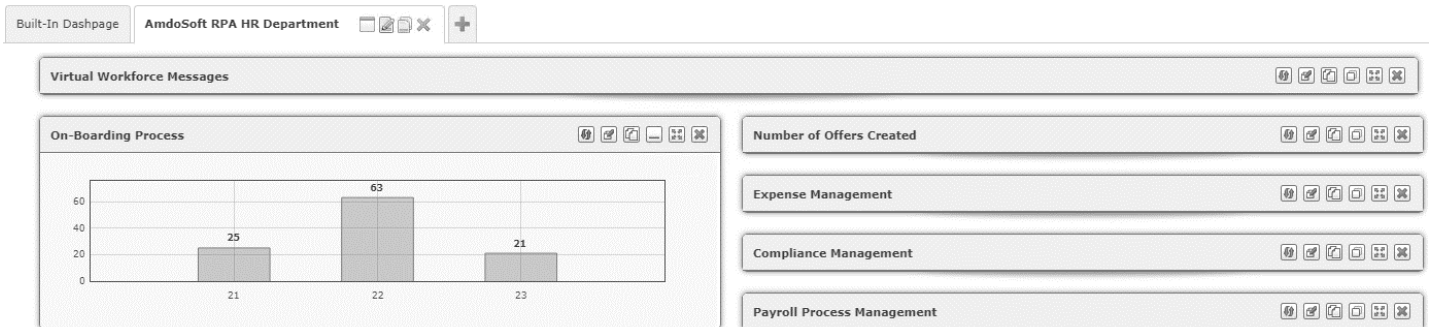 Built-In Dashpage
AmdoSoft RPA HR Department
Virtual Workforce Messages
On-Boarding Process
60
40
20
0
25
63
21
21
22
23
Number of Offers Created
Expense Management
Compliance Management
Payroll Process Management